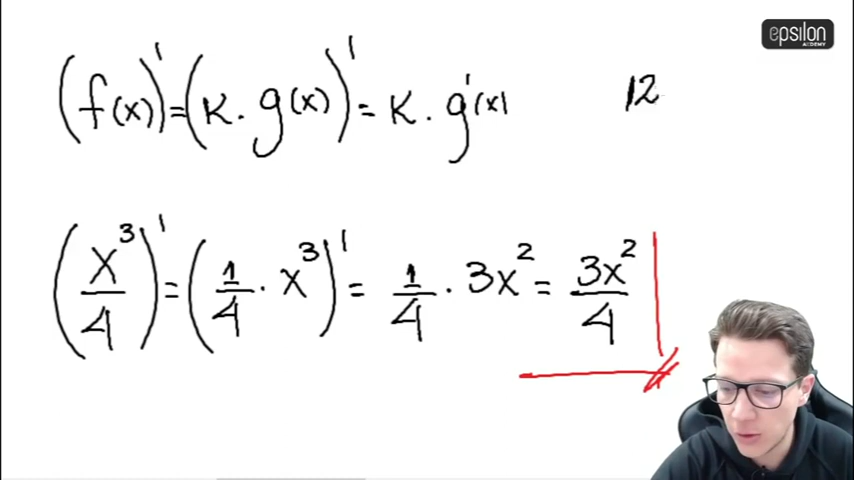 epsilon
ACADEMY
(f(x))' = (K · g(x))' = K · g'(x)
12
(x³/4)' = (1/4 · x³)' = 1/4 · 3x² = 3x²/4